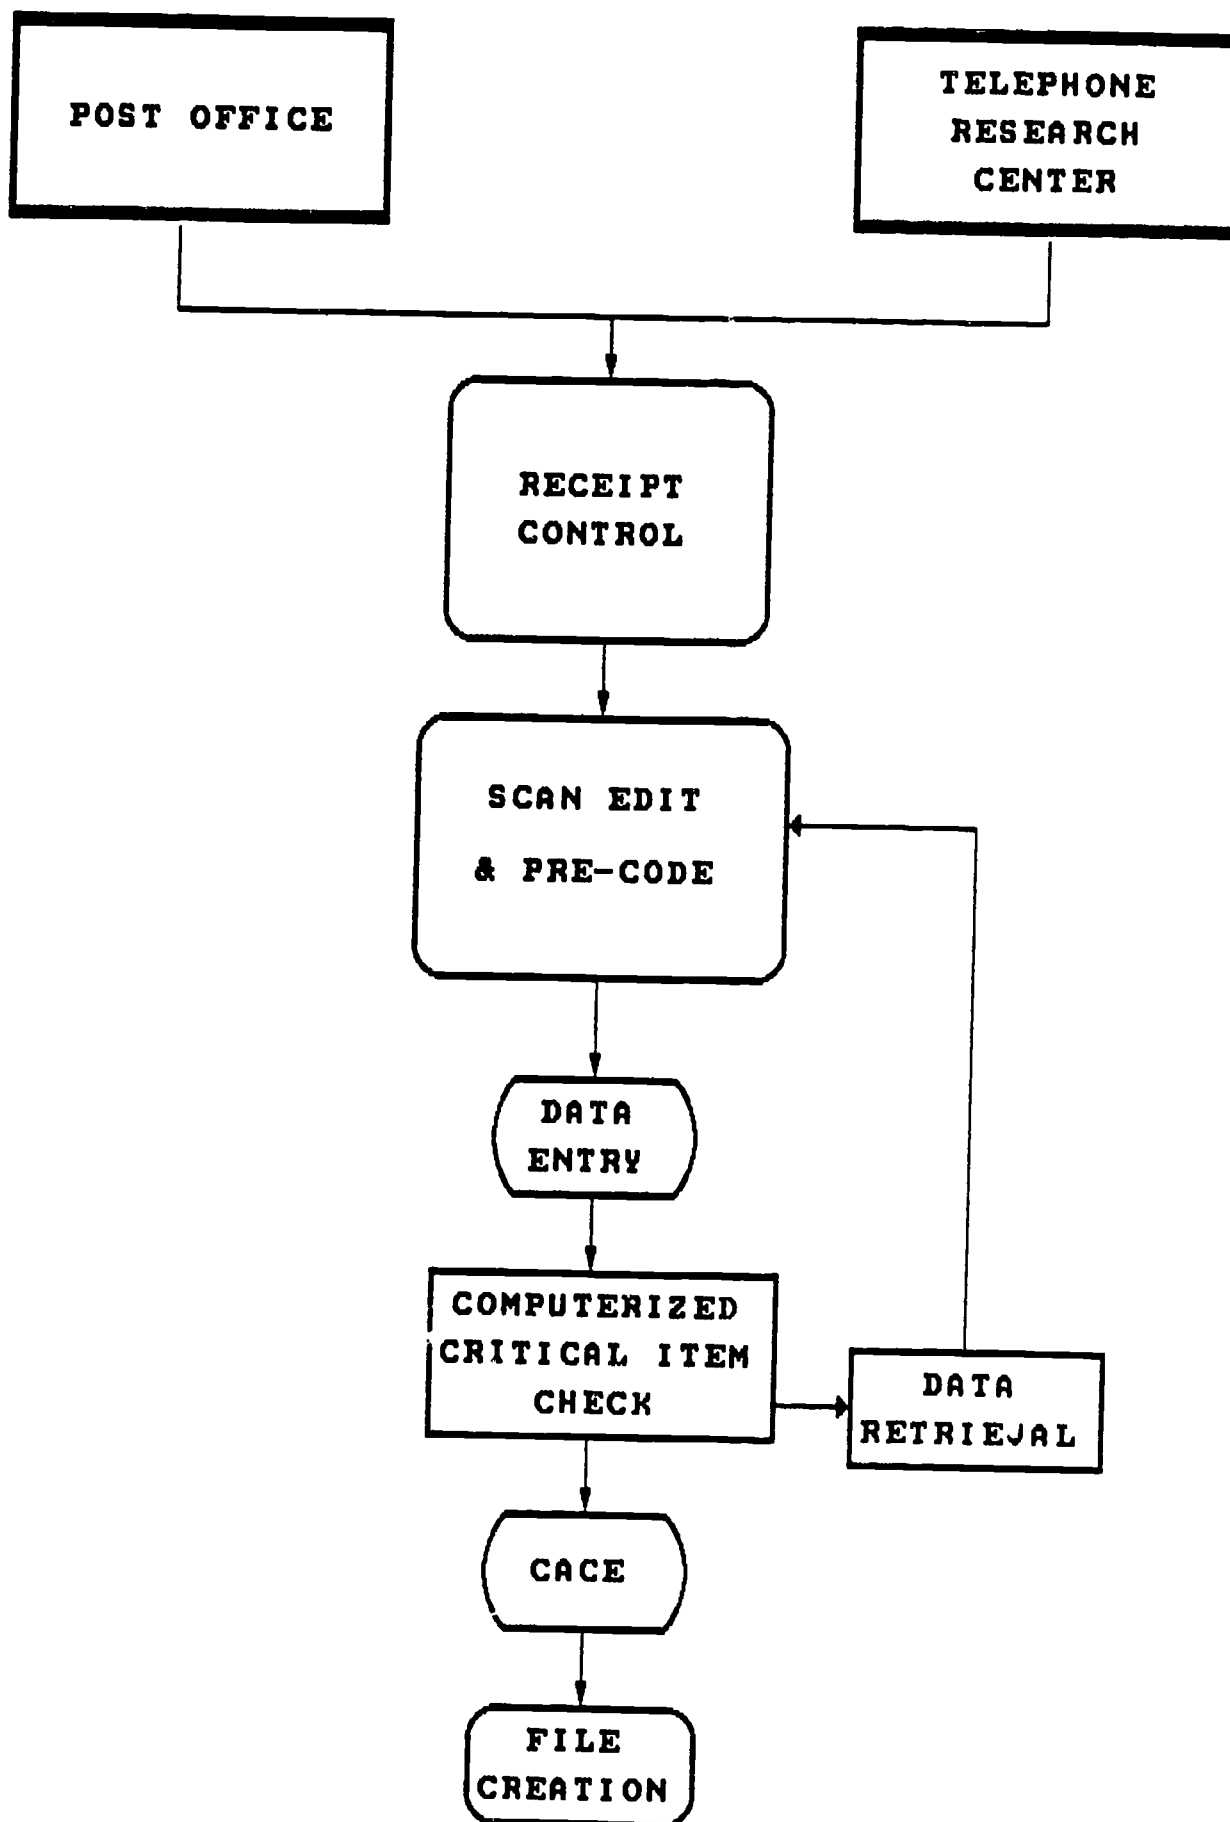 POST OFFICE
TELEPHONE
RESEARCH
CENTER
RECEIPT
CONTROL
SCAN EDIT
& PRE-CODE
DATA
ENTRY
COMPUTERIZED
CRITICAL ITEM
CHECK
DATA
RETRIEVAL
CACE
FILE
CREATION